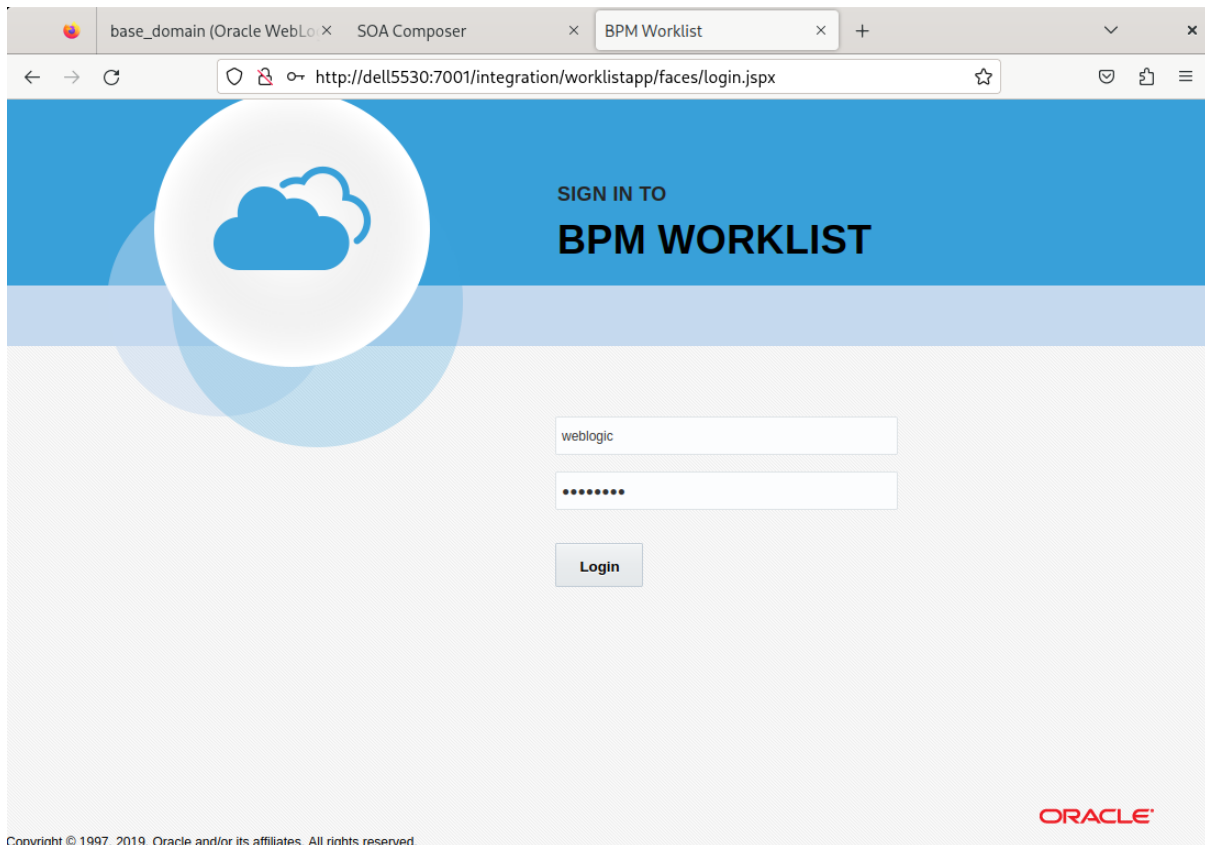 base_domain (Oracle WebLo
SOA Composer
BPM Worklist
http://dell5530:7001/integration/worklistapp/faces/login.jspx
SIGN IN TO
BPM WORKLIST
weblogic
••••••••
Login
ORACLE
Copyright © 1997, 2019, Oracle and/or its affiliates. All rights reserved.